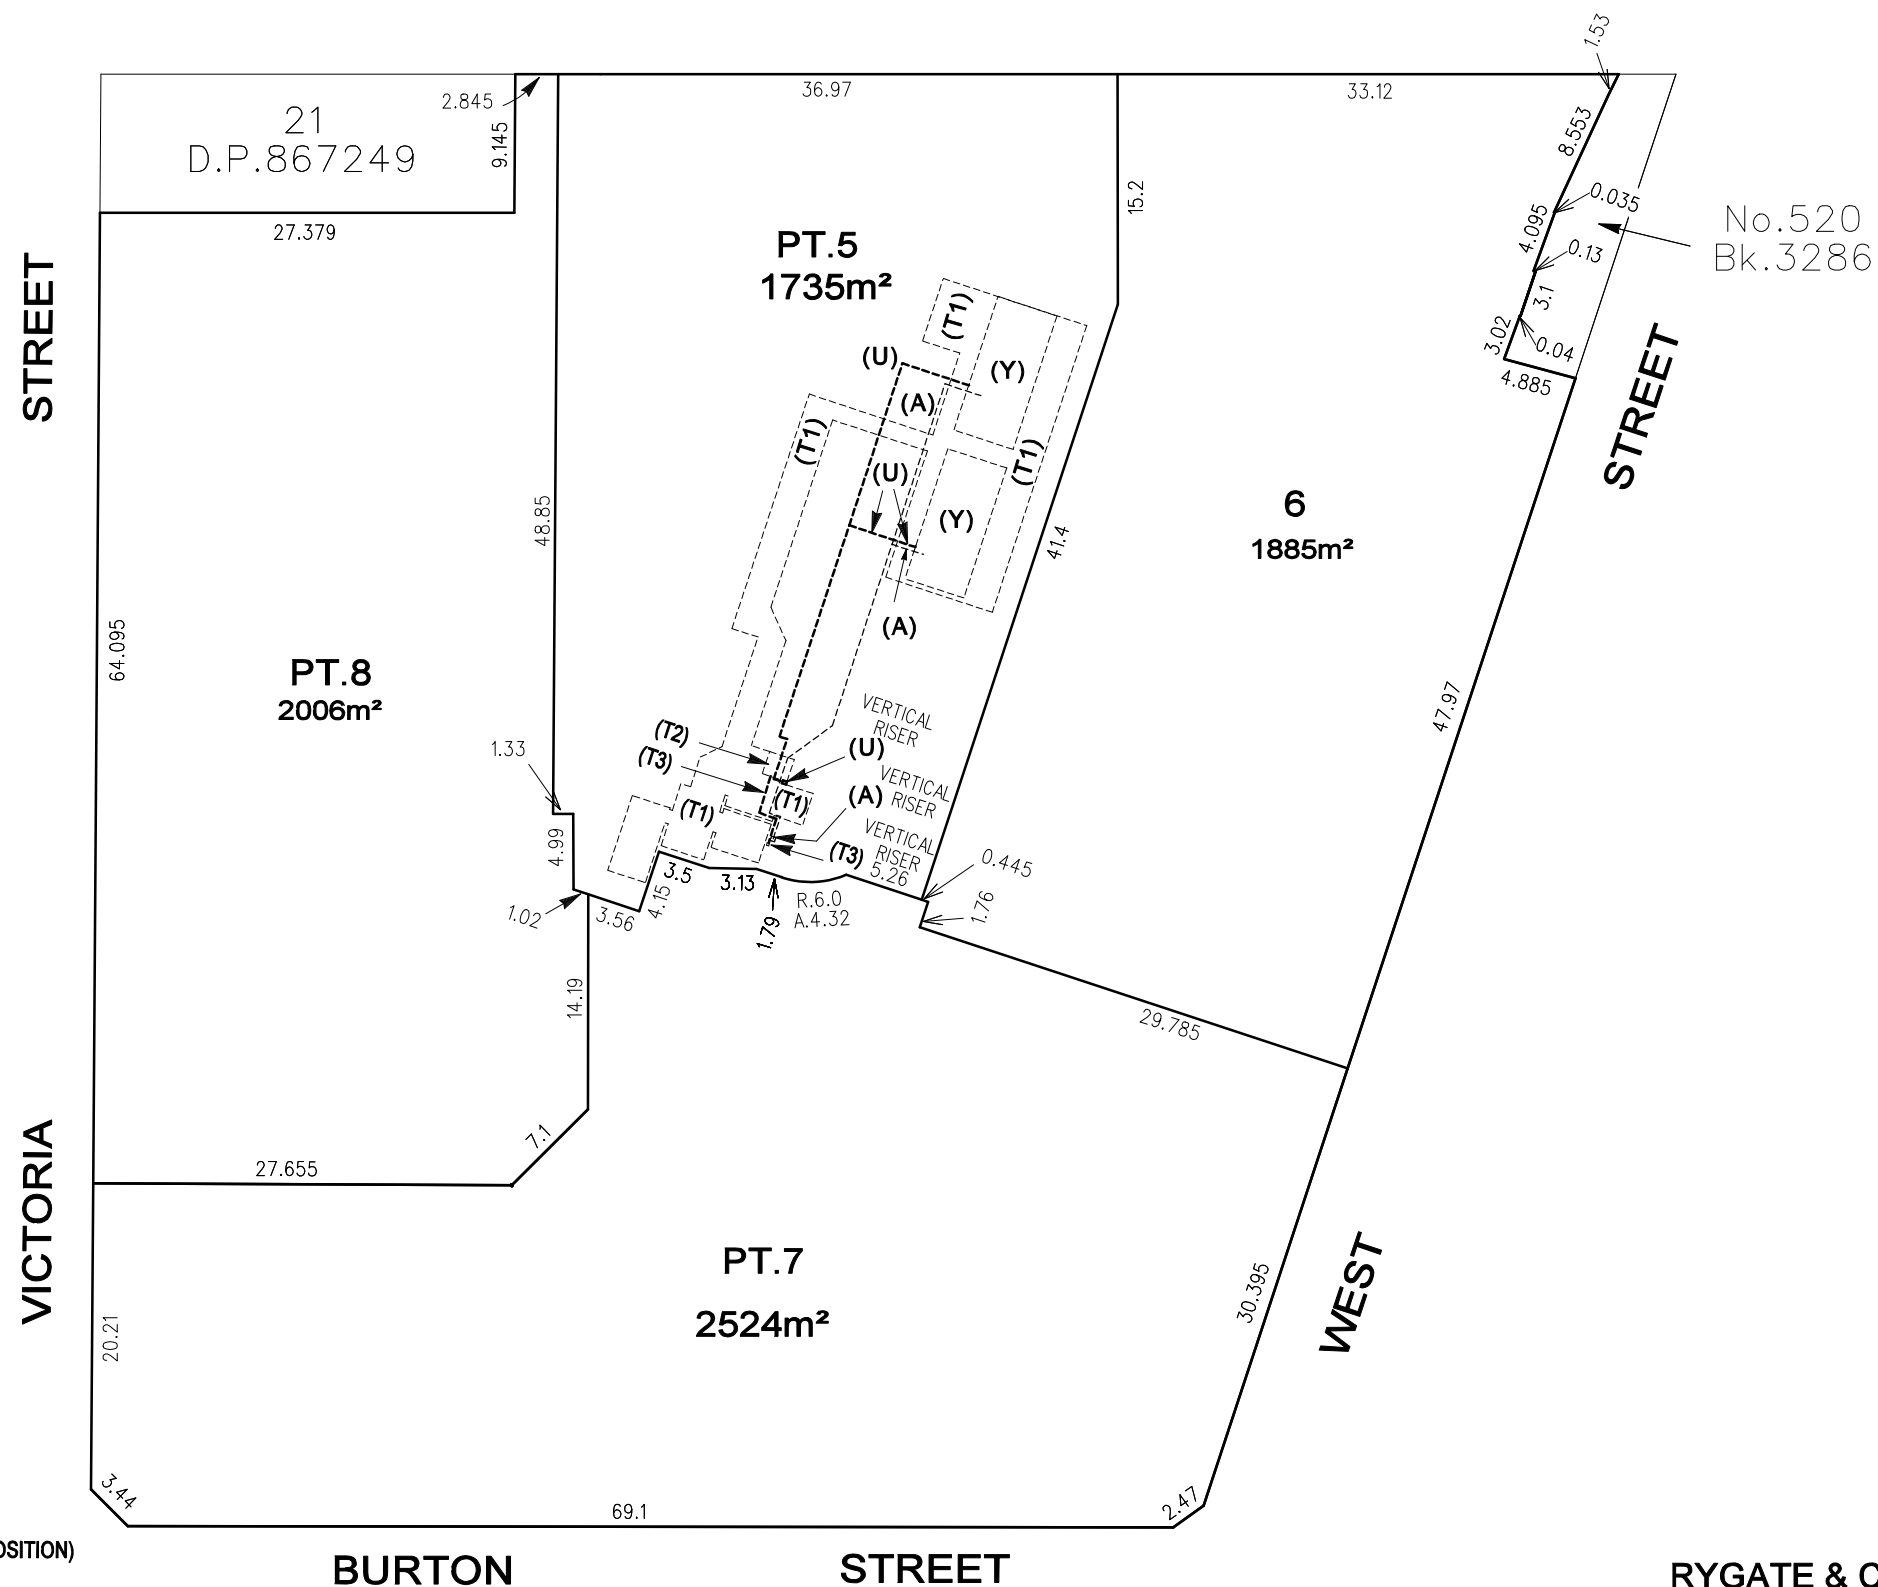 1.53
2.845
36.97
33.12
21
D.P.867249
9.145
8.553
27.379
15.2
0.035
No.520
Bk.3286
4.095
0.13
PT.5
1735m²
3.1
STREET
(T1)
3.02
0.04
4.885
(U)
(Y)
(A)
STREET
(T1)
(T1)
(U)
6
1885m²
48.85
(Y)
41.4
(A)
64.095
PT.8
2006m²
47.97
VERTICAL
RISER
(T2)
(T3)
(U)
1.33
VERTICAL
RISER
(A)
(T1)
(T1)
VERTICAL
RISER
(T3)
5.26
4.99
0.445
3.5
3.13
4.15
R.6.0
A.4.32
1.76
1.02
3.56
1.79
14.19
29.785
7.1
27.655
VICTORIA
PT.7
2524m²
30.395
WEST
20.21
3.44
69.1
2.47
OSITION)
BURTON
STREET
RYGATE & C